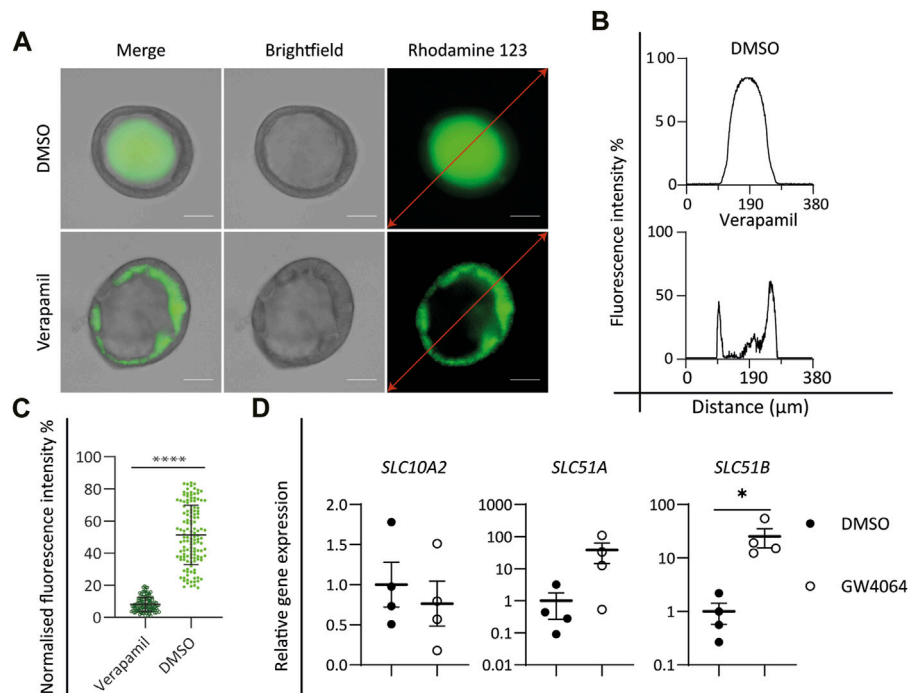 A
Merge
Brightfield
Rhodamine 123
DMSO
Verapamil
B
DMSO
Fluorescence intensity %
100
50
0
0 190 380
Verapamil
100
50
0
0 190 380
Distance (μm)
C
Normalised fluorescence intensity %
****
100
80
60
40
20
0
Verapamil
DMSO
D
Relative gene expression
SLC10A2
2.0
1.5
1.0
0.5
0.0
SLC51A
1000
100
10
1
0.1
0.01
SLC51B
*
100
10
1
0.1
DMSO
GW4064